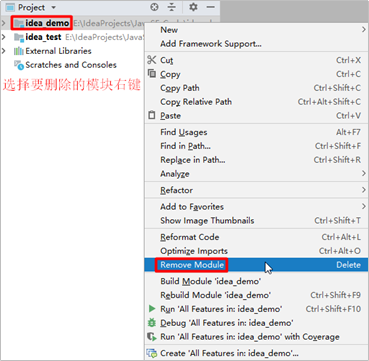 Project
idea_demo E:\IdeaProjects\Java
idea_test E:\IdeaProjects\JavaS
External Libraries
Scratches and Consoles
选择要删除的模块右键
New
Add Framework Support...
Cut Ctrl+X
Copy Ctrl+C
Copy Path Ctrl+Shift+C
Copy Relative Path Ctrl+Alt+Shift+C
Paste Ctrl+V
Find Usages Alt+F7
Find in Path... Ctrl+Shift+F
Replace in Path... Ctrl+Shift+R
Analyze
Refactor
Add to Favorites
Show Image Thumbnails Ctrl+Shift+T
Reformat Code Ctrl+Alt+L
Optimize Imports Ctrl+Alt+O
Remove Module Delete
Build Module 'idea_demo'
Rebuild Module 'idea_demo' Ctrl+Shift+F9
Run 'All Features in: idea_demo' Ctrl+Shift+F10
Debug 'All Features in: idea_demo'
Run 'All Features in: idea_demo' with Coverage
Create 'All Features in: idea_demo'...